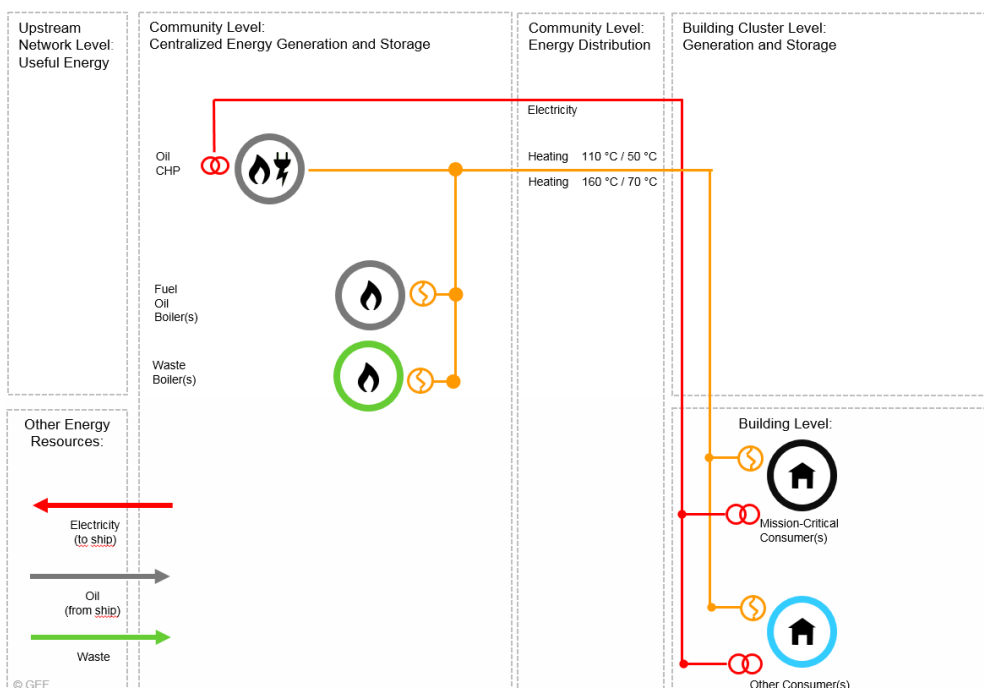 Upstream
Network Level:
Useful Energy
Community Level:
Centralized Energy Generation and Storage
Community Level:
Energy Distribution
Building Cluster Level:
Generation and Storage
Electricity
Oil
CHP
Heating 110 °C / 50 °C
Heating 160 °C / 70 °C
Fuel
Oil
Boiler(s)
Waste
Boiler(s)
Other Energy
Resources:
Electricity
(to ship)
Oil
(from ship)
Waste
Building Level:
Mission-Critical
Consumer(s)
Other Consumer(s)
© GEF